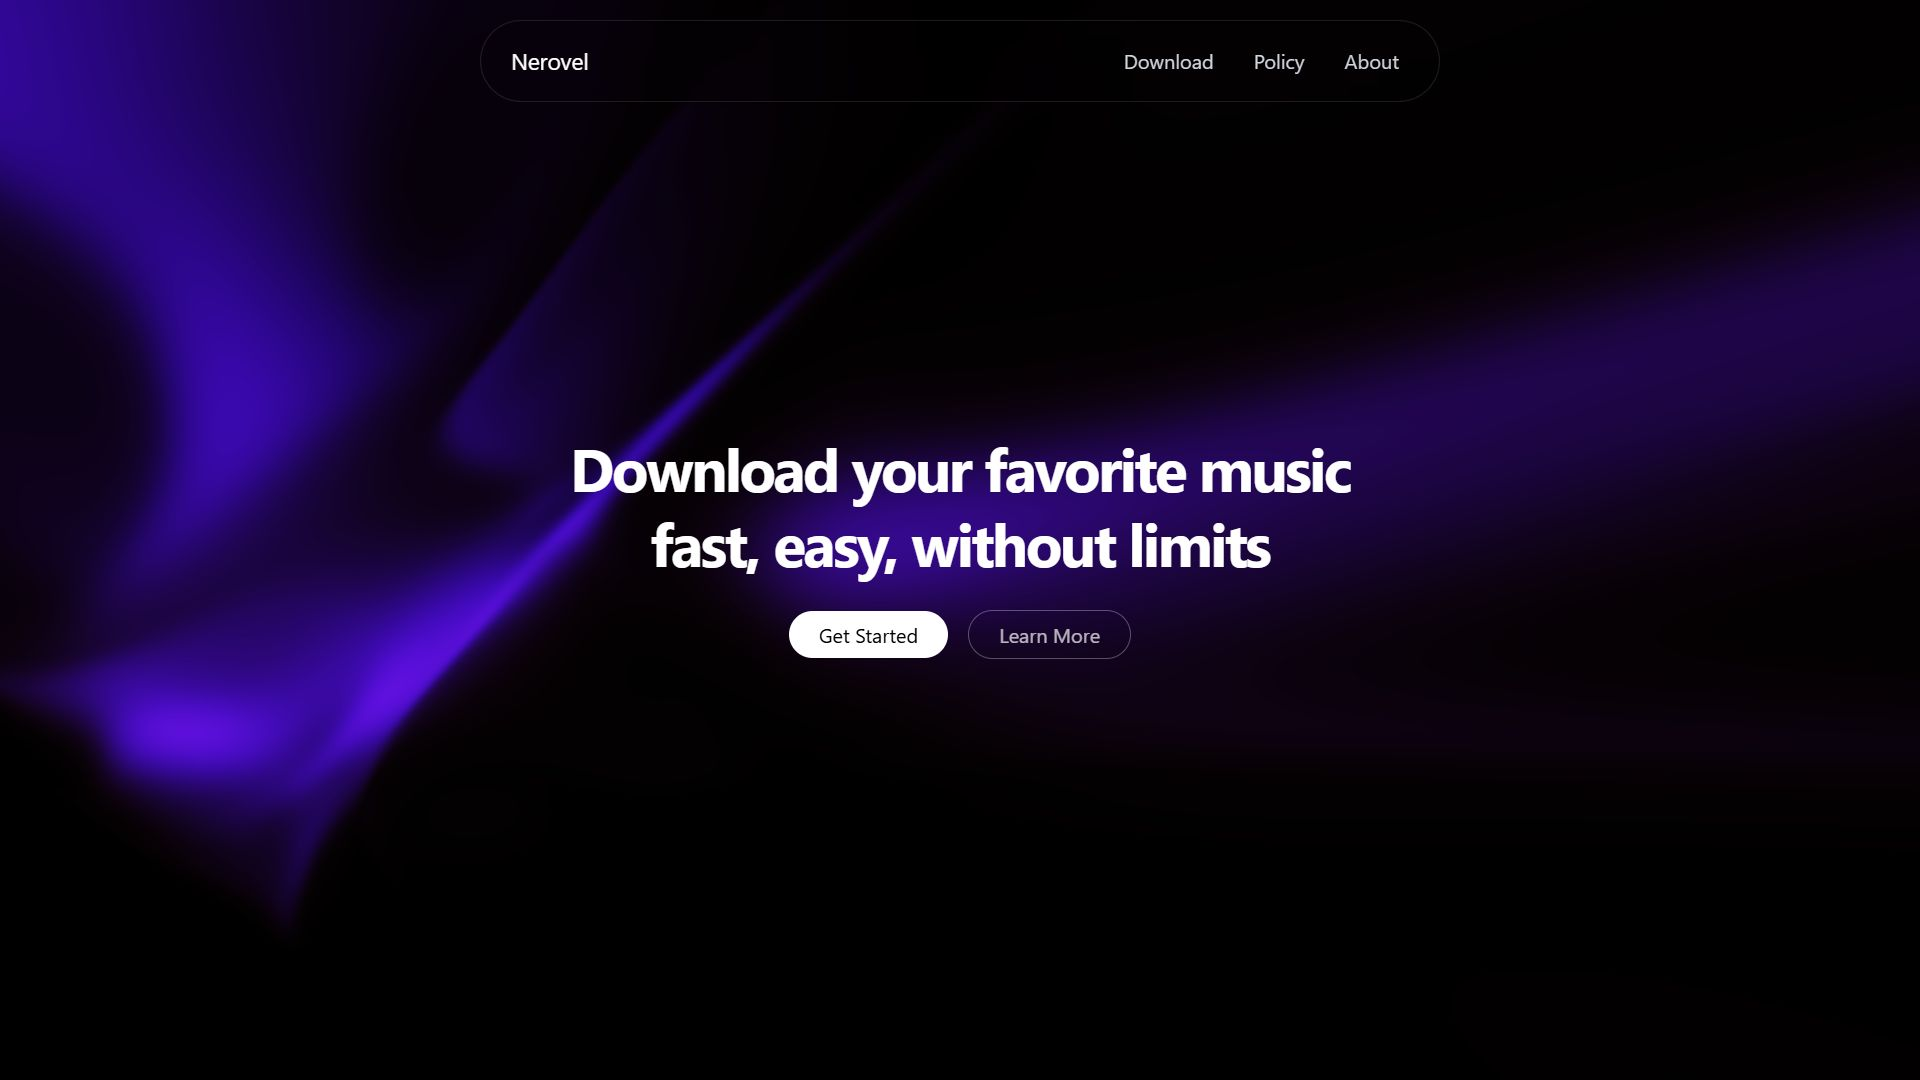 Nerovel
Download
Policy
About
Download your favorite music
fast, easy, without limits
Get Started
Learn More